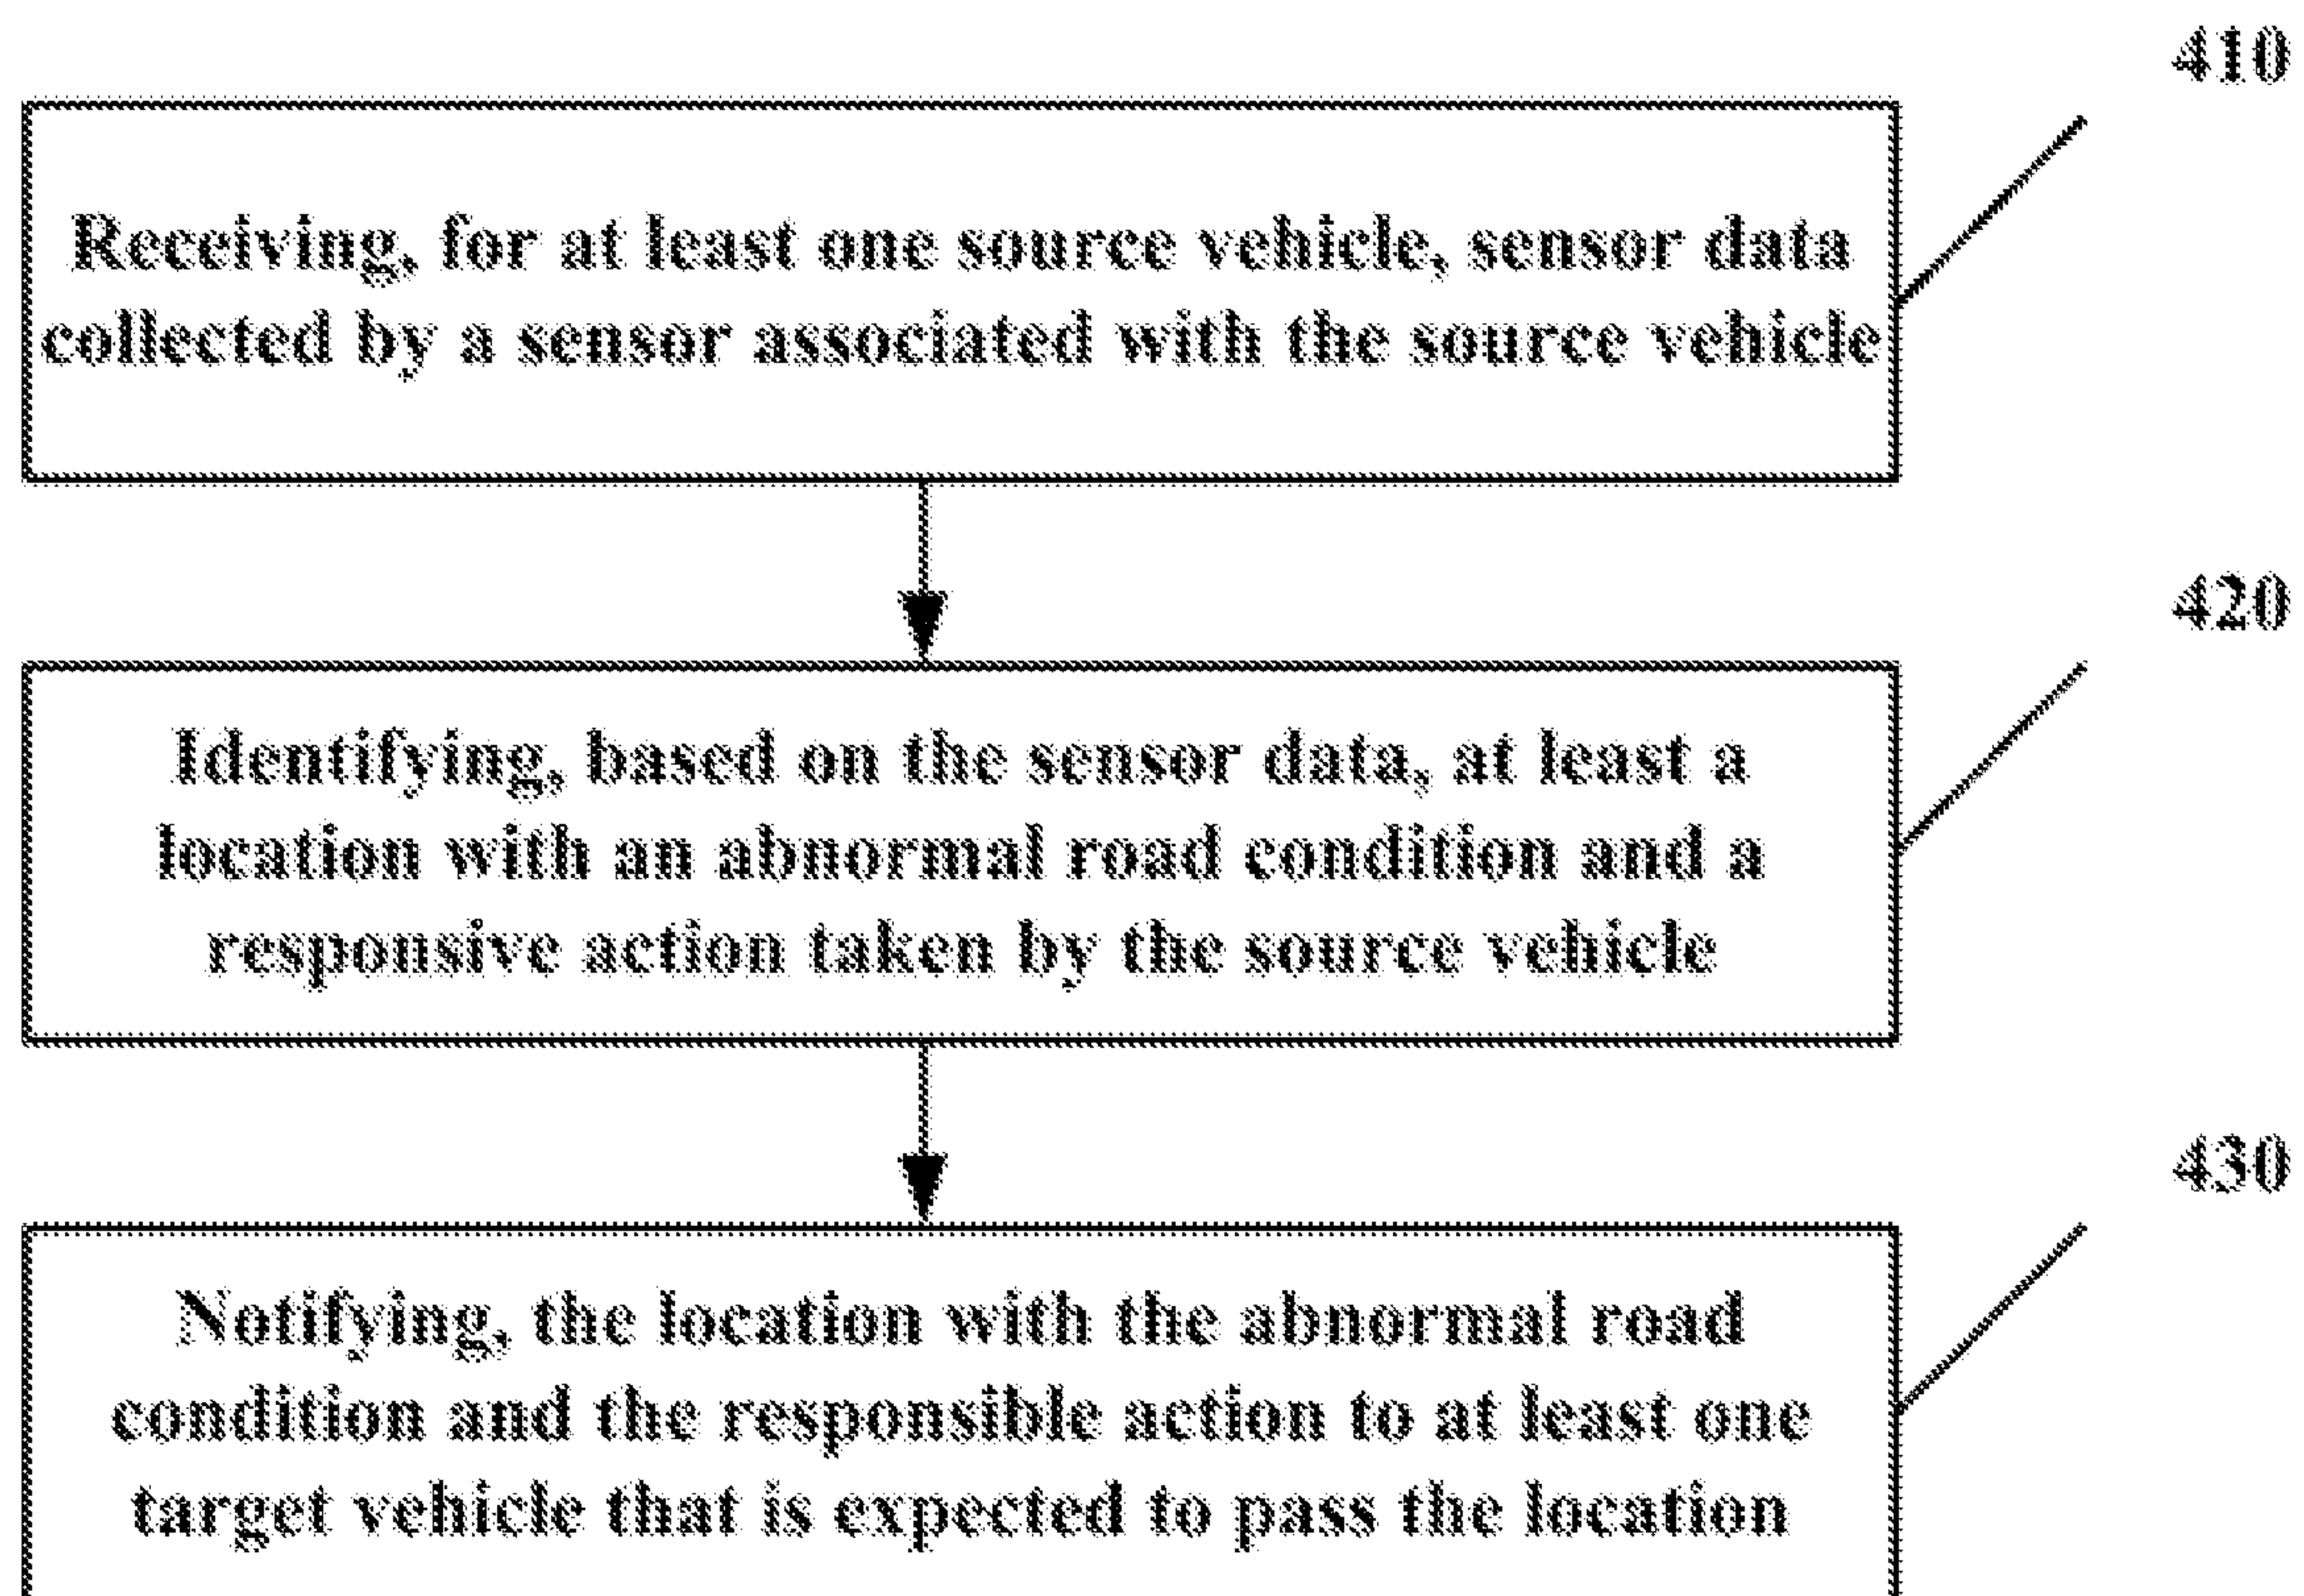 410
Receiving, for at least one source vehicle, sensor data
collected by a sensor associated with the source vehicle
420
Identifying, based on the sensor data, at least a
location with an abnormal road condition and a
responsive action taken by the source vehicle
430
Notifying, the location with the abnormal road
condition and the responsible action to at least one
target vehicle that is expected to pass the location